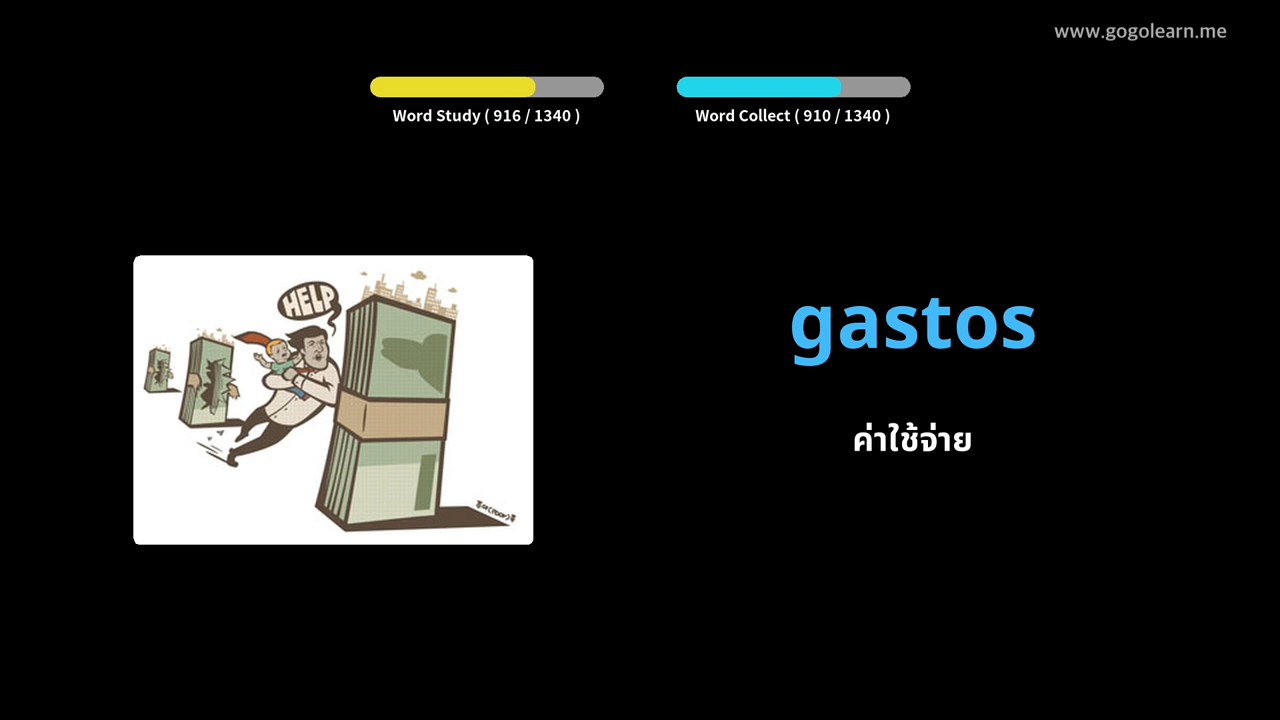 www.gogolearn.me
Word Study ( 916 / 1340 )
Word Collect ( 910 / 1340 )
HELP
gastos
ค่าใช้จ่าย